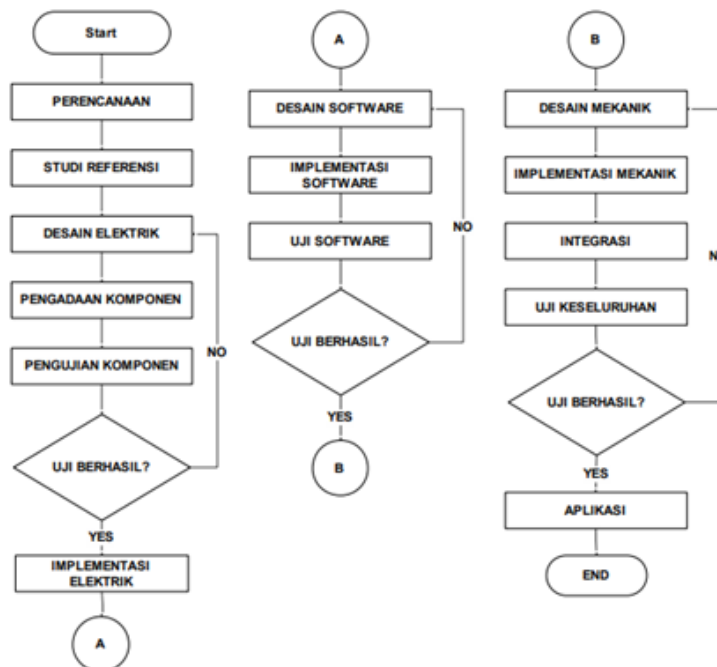 Start
PERENCANAAN
STUDI REFERENSI
DESAIN ELEKTRIK
PENGADAAN KOMPONEN
PENGUJIAN KOMPONEN
NO
UJI BERHASIL?
YES
IMPLEMENTASI
ELEKTRIK
A
A
DESAIN SOFTWARE
IMPLEMENTASI
SOFTWARE
UJI SOFTWARE
NO
UJI BERHASIL?
YES
B
B
DESAIN MEKANIK
IMPLEMENTASI MEKANIK
INTEGRASI
UJI KESELURUHAN
UJI BERHASIL?
YES
APLIKASI
END